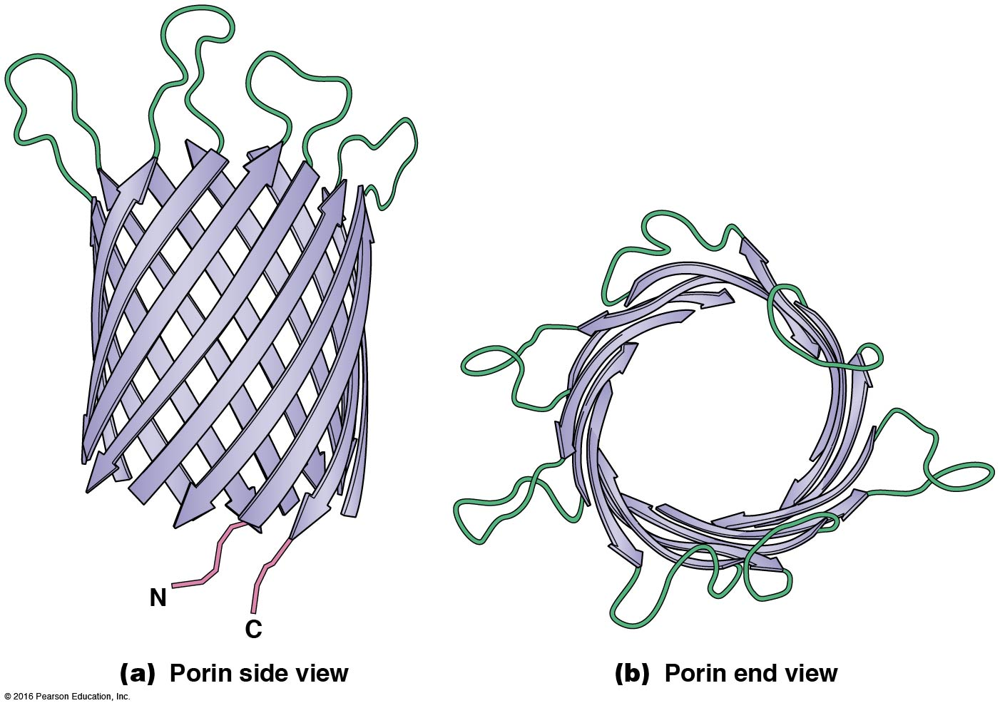 N
C
(a) Porin side view
(b) Porin end view
© 2016 Pearson Education, Inc.